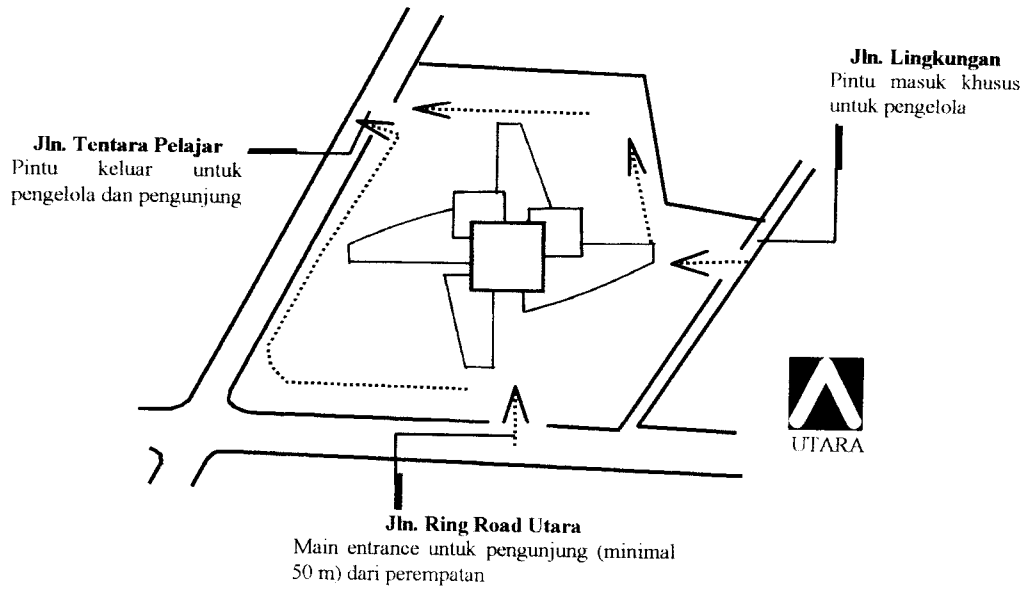 Jln. Lingkungan
Pintu masuk khusus
untuk pengelola
Jln. Tentara Pelajar
Pintu keluar untuk
pengelola dan pengunjung
UTARA
Jln. Ring Road Utara
Main entrance untuk pengunjung (minimal
50 m) dari perempatan